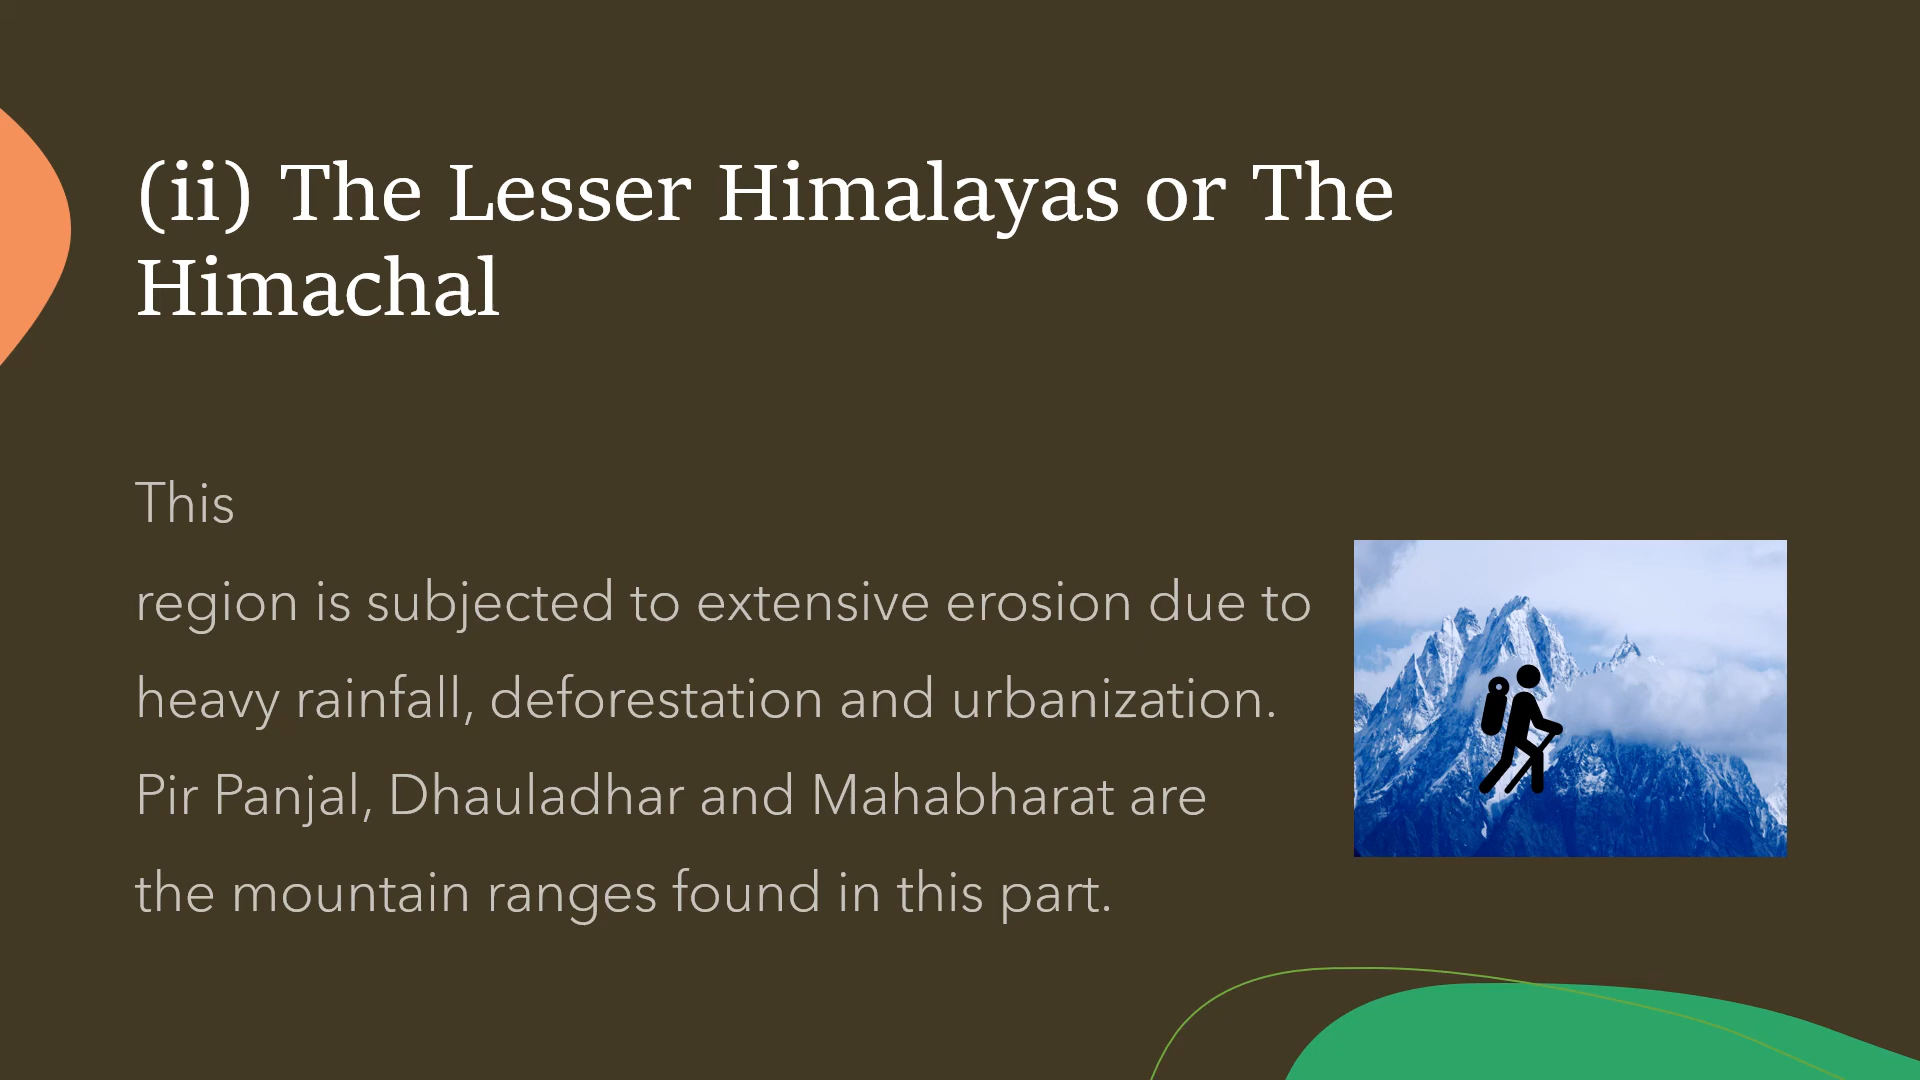 (ii) The Lesser Himalayas or The
Himachal
This
region is subjected to extensive erosion due to
heavy rainfall, deforestation and urbanization.
Pir Panjal, Dhauladhar and Mahabharat are
the mountain ranges found in this part.